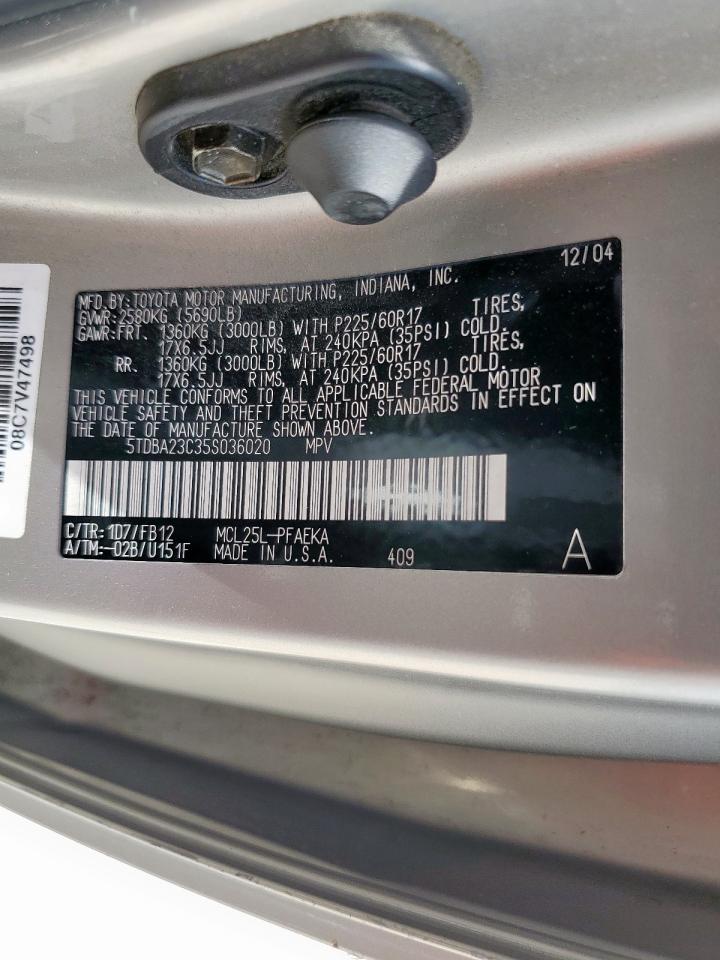 12/04
MFD.BY:TOYOTA MOTOR MANUFACTURING, INDIANA, INC.
GVWR:2580KG (5690LB)
GAWR:FRT. 1360KG (3000LB) WITH P225/60R17 TIRES,
17X6.5JJ RIMS, AT 240KPA (35PSI) COLD.
RR. 1360KG (3000LB) WITH P225/60R17 TIRES,
17X6.5JJ RIMS, AT 240KPA (35PSI) COLD.
THIS VEHICLE CONFORMS TO ALL APPLICABLE FEDERAL MOTOR
VEHICLE SAFETY AND THEFT PREVENTION STANDARDS IN EFFECT ON
THE DATE OF MANUFACTURE SHOWN ABOVE.
5TDBA23C35S036020 MPV
C/TR:1D7/FB12 MCL25L-PFAEKA
A/TM:-02B/U151F MADE IN U.S.A. 409 A
08C7V47498